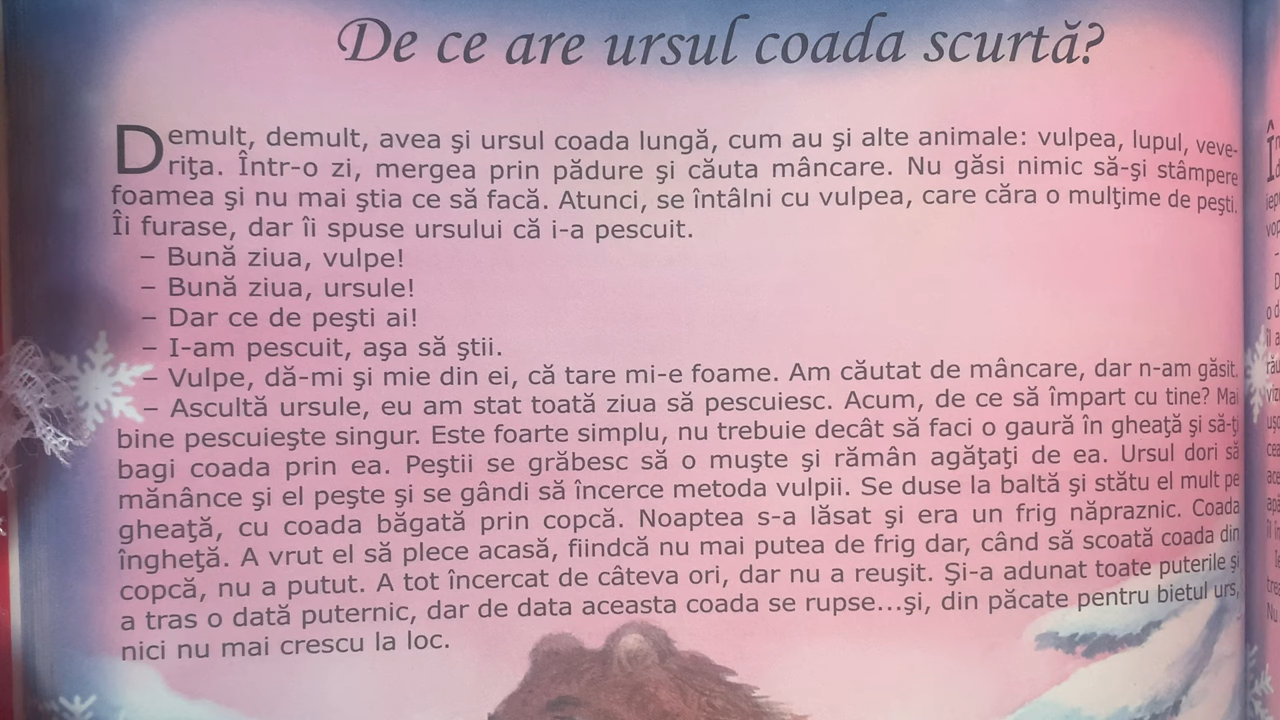 De ce are ursul coada scurtă?
Demult, demult, avea şi ursul coada lungă, cum au şi alte animale: vulpea, lupul, veve-
riţa. Într-o zi, mergea prin pădure şi căuta mâncare. Nu găsi nimic să-şi stâmpere
foamea şi nu mai ştia ce să facă. Atunci, se întâlni cu vulpea, care căra o mulţime de peşti.
Îi furase, dar îi spuse ursului că i-a pescuit.
– Bună ziua, vulpe!
– Bună ziua, ursule!
– Dar ce de peşti ai!
– I-am pescuit, aşa să ştii.
– Vulpe, dă-mi şi mie din ei, că tare mi-e foame. Am căutat de mâncare, dar n-am găsit.
– Ascultă ursule, eu am stat toată ziua să pescuiesc. Acum, de ce să împart cu tine? Mai
bine pescuieşte singur. Este foarte simplu, nu trebuie decât să faci o gaură în gheaţă şi să-ţi
bagi coada prin ea. Peştii se grăbesc să o muşte şi rămân agăţaţi de ea. Ursul dori să
mănânce şi el peşte şi se gândi să încerce metoda vulpii. Se duse la baltă şi stătu el mult pe
gheaţă, cu coada băgată prin copcă. Noaptea s-a lăsat şi era un frig năpraznic. Coada
îngheţă. A vrut el să plece acasă, fiindcă nu mai putea de frig dar, când să scoată coada din
copcă, nu a putut. A tot încercat de câteva ori, dar nu a reuşit. Şi-a adunat toate puterile şi
a tras o dată puternic, dar de data aceasta coada se rupse...şi, din păcate pentru bietul urs,
nici nu mai crescu la loc.